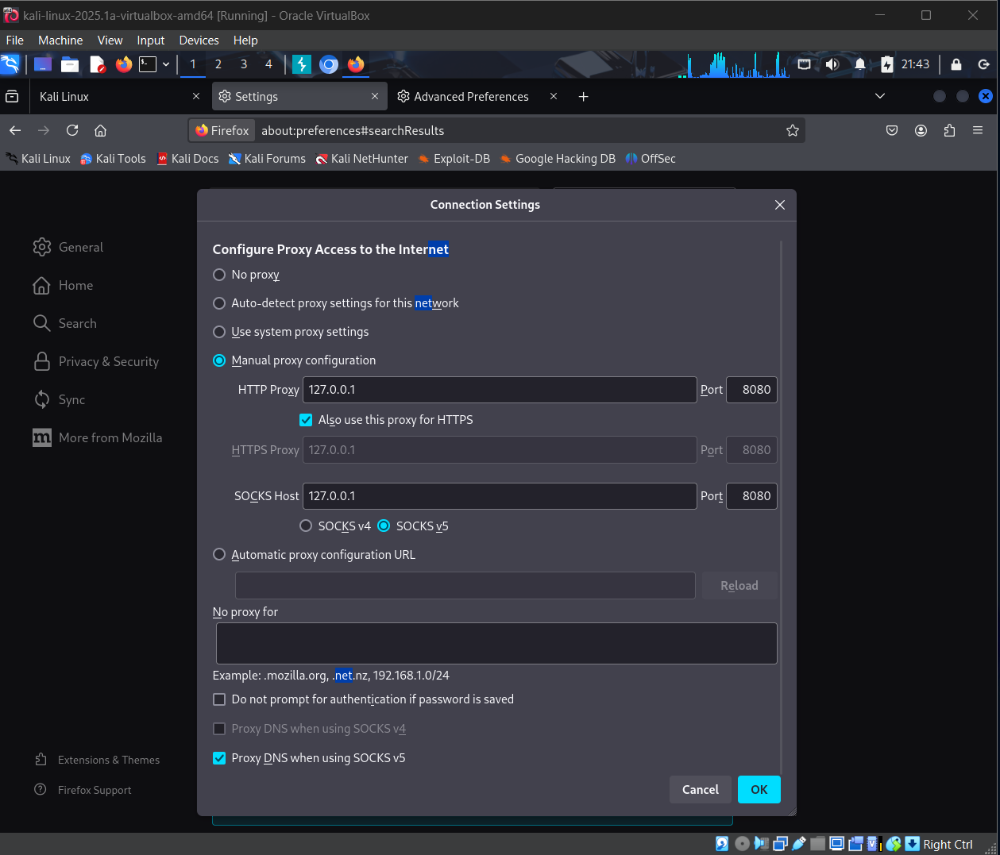 kali-linux-2025.1a-virtualbox-amd64 [Running] - Oracle VirtualBox
File Machine View Input Devices Help
1 2 3 4 21:43
Kali Linux Settings Advanced Preferences
Firefox about:preferences#searchResults
Kali Linux Kali Tools Kali Docs Kali Forums Kali NetHunter Exploit-DB Google Hacking DB OffSec
Connection Settings
General
Home
Search
Privacy & Security
Sync
m More from Mozilla
Extensions & Themes
Firefox Support
Configure Proxy Access to the Internet
No proxy
Auto-detect proxy settings for this network
Use system proxy settings
Manual proxy configuration
HTTP Proxy 127.0.0.1 Port 8080
Also use this proxy for HTTPS
HTTPS Proxy 127.0.0.1 Port 8080
SOCKS Host 127.0.0.1 Port 8080
SOCKS v4 SOCKS v5
Automatic proxy configuration URL
Reload
No proxy for
Example: .mozilla.org, .net.nz, 192.168.1.0/24
Do not prompt for authentication if password is saved
Proxy DNS when using SOCKS v4
Proxy DNS when using SOCKS v5
Cancel OK
Right Ctrl